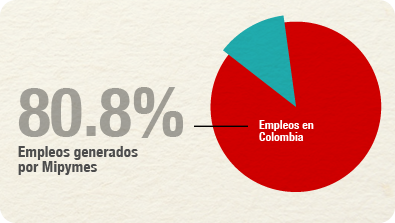 80.8%
Empleos generados
por Mipymes
Empleos en
Colombia